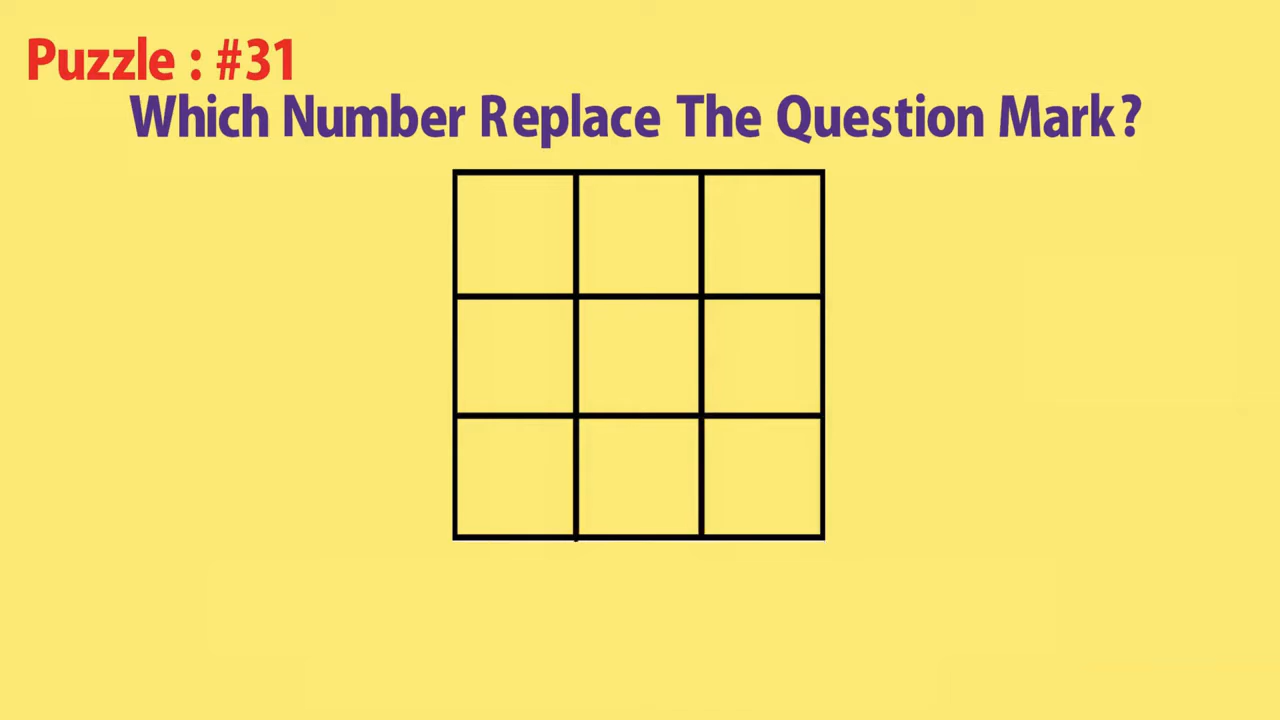 Puzzle : #31
Which Number Replace The Question Mark?